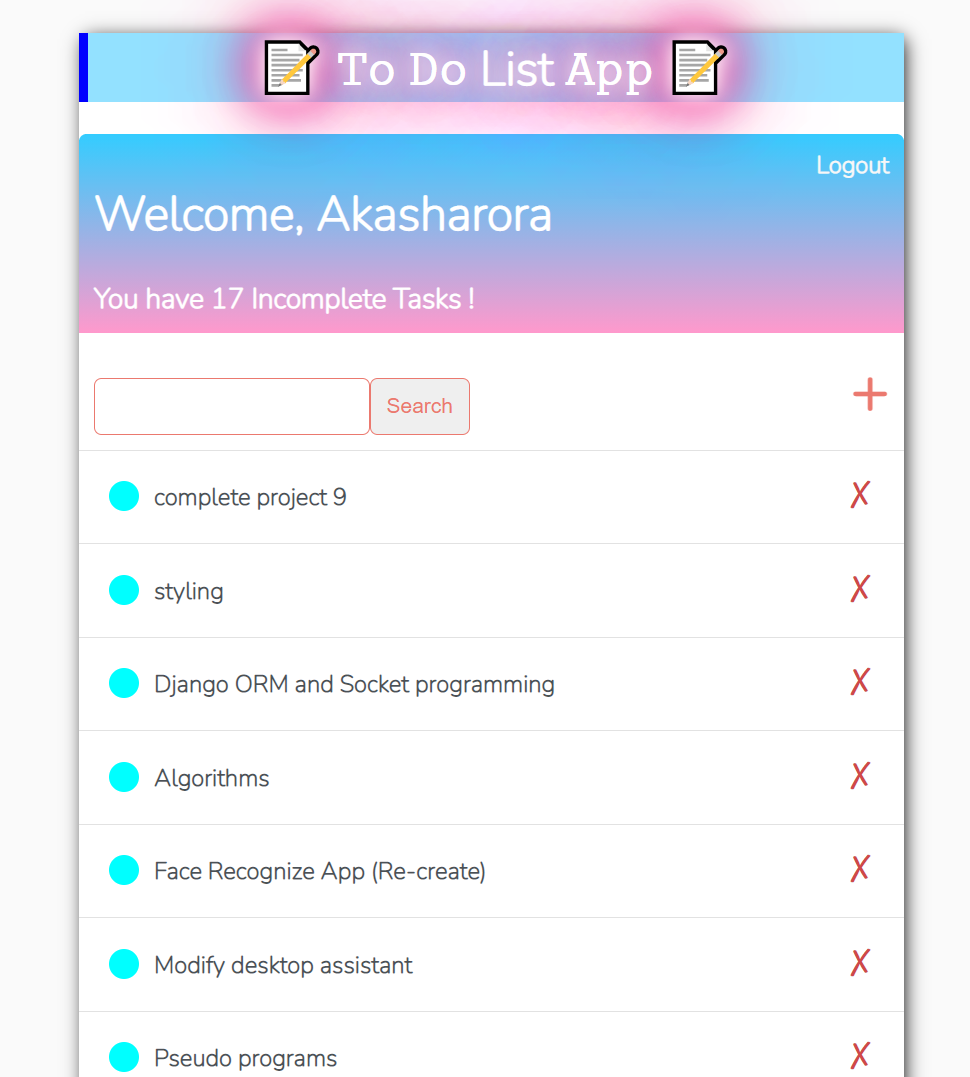 To Do List App
Logout
Welcome, Akasharora
You have 17 Incomplete Tasks !
Search
+
complete project 9 ✗
styling ✗
Django ORM and Socket programming ✗
Algorithms ✗
Face Recognize App (Re-create) ✗
Modify desktop assistant ✗
Pseudo programs ✗